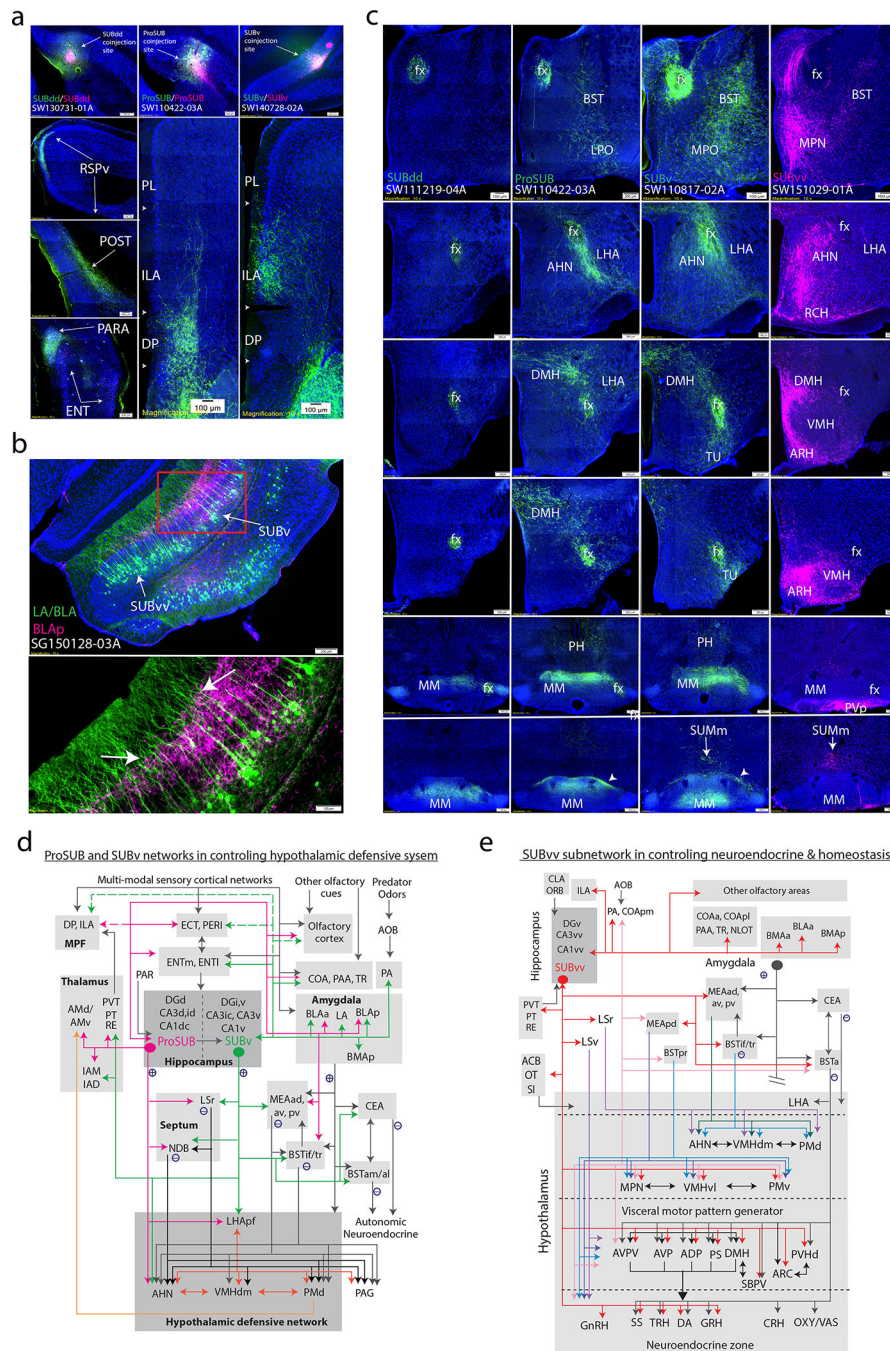 a
SUBdd
coinjection
site
ProSUB
coinjection
site
SUBv
coinjection
site
SUBdd/SUBdd
SW130731-01A
ProSUB/ProSUB
SW110422-03A
SUBv/SUBv
SW140728-02A
RSPv
POST
PARA
ENT
PL
ILA
DP
Magnification:
100 µm
PL
ILA
DP
Magnification:
100 µm
b
SUBv
SUBvv
LA/BLA
BLAp
SG150128-03A
c
fx
SUBdd
SW111219-04A
fx
BST
LPO
ProSUB
SW110422-03A
fx
BST
MPO
SUBv
SW110817-02A
fx
BST
MPN
SUBvv
SW151029-01A
fx
fx
AHN
LHA
fx
AHN
LHA
fx
AHN
LHA
RCH
fx
DMH
LHA
fx
DMH
fx
TU
DMH
fx
VMH
ARH
fx
DMH
fx
fx
TU
fx
VMH
ARH
MM
fx
PH
MM
fx
MM
fx
MM
PVp
MM
MM
SUMm
MM
SUMm
MM
d
ProSUB and SUBv networks in controling hypothalamic defensive sysem
Multi-modal sensory cortical networks
Other olfactory
cues
Predator
Odors
DP, ILA
MPF
ECT, PERI
Olfactory
cortex
AOB
ENTm, ENTl
COA, PAA, TR
PA
Thalamus
PVT
PT
RE
AMd/
AMv
IAM
IAD
PAR
DGd
CA3d,id
CA1dc
ProSUB
DGi,v
CA3ic, CA3v
CA1v
SUBv
Hippocampus
Amygdala
BLAa
LA
BLAp
BMAp
LSr
Septum
NDB
MEAad,
av, pv
BSTif/tr
CEA
BSTam/al
Autonomic
Neuroendocrine
LHApf
AHN
VMHdm
PMd
PAG
Hypothalamic defensive network
e
SUBvv subnetwork in controling neuroendocrine & homeostasis
CLA
ORB
ILA
AOB
PA, COApm
Other olfactory areas
Hippocampus
DGv
CA3vv
CA1vv
SUBvv
COAa, COApl
PAA, TR, NLOT
BMAa
BLAa
BMAp
Amygdala
PVT
PT
RE
LSr
LSv
MEApd
MEAad,
av, pv
CEA
BSTpr
BSTif/tr
BSTa
ACB
OT
SI
LHA
Hypothalamus
AHN
VMHdm
PMd
MPN
VMHvl
PMv
Visceral motor pattern generator
AVPV
AVP
ADP
PS
DMH
SBPV
ARC
PVHd
GnRH
SS
TRH
DA
GRH
CRH
OXY/VAS
Neuroendocrine zone